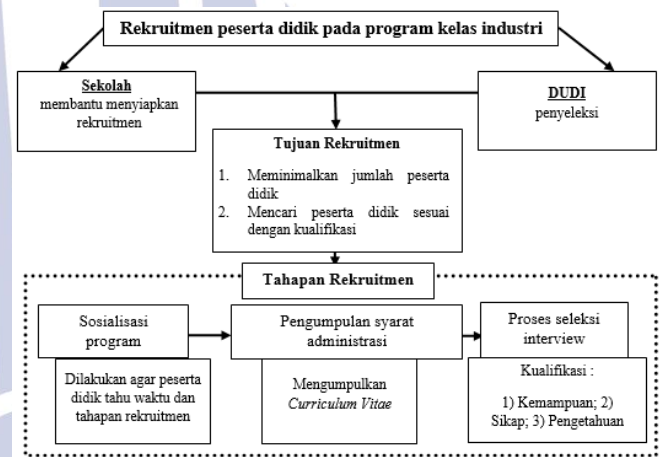 Rekruitmen peserta didik pada program kelas industri
Sekolah
membantu menyiapkan
rekruitmen
DUDI
penyeleksi
Tujuan Rekruitmen
1. Meminimalkan jumlah peserta
didik
2. Mencari peserta didik sesuai
dengan kualifikasi
Tahapan Rekruitmen
Sosialisasi
program
Dilakukan agar peserta
didik tahu waktu dan
tahapan rekruitmen
Pengumpulan syarat
administrasi
Mengumpulkan
Curriculum Vitae
Proses seleksi
interview
Kualifikasi :
1) Kemampuan; 2)
Sikap; 3) Pengetahuan